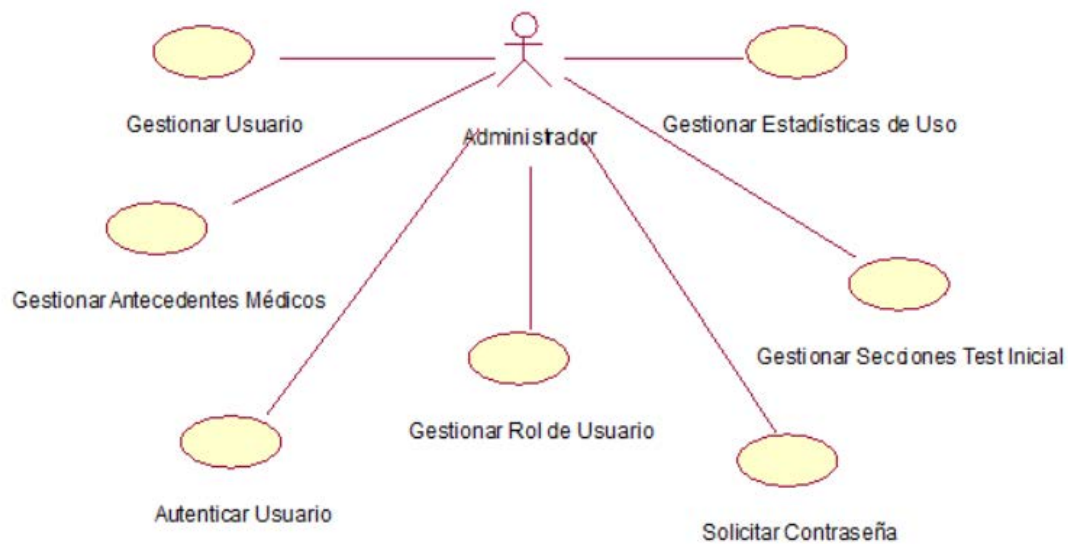 Gestionar Usuario
Administrador
Gestionar Estadísticas de Uso
Gestionar Antecedentes Médicos
Gestionar Secciones Test Inicial
Gestionar Rol de Usuario
Autenticar Usuario
Solicitar Contraseña